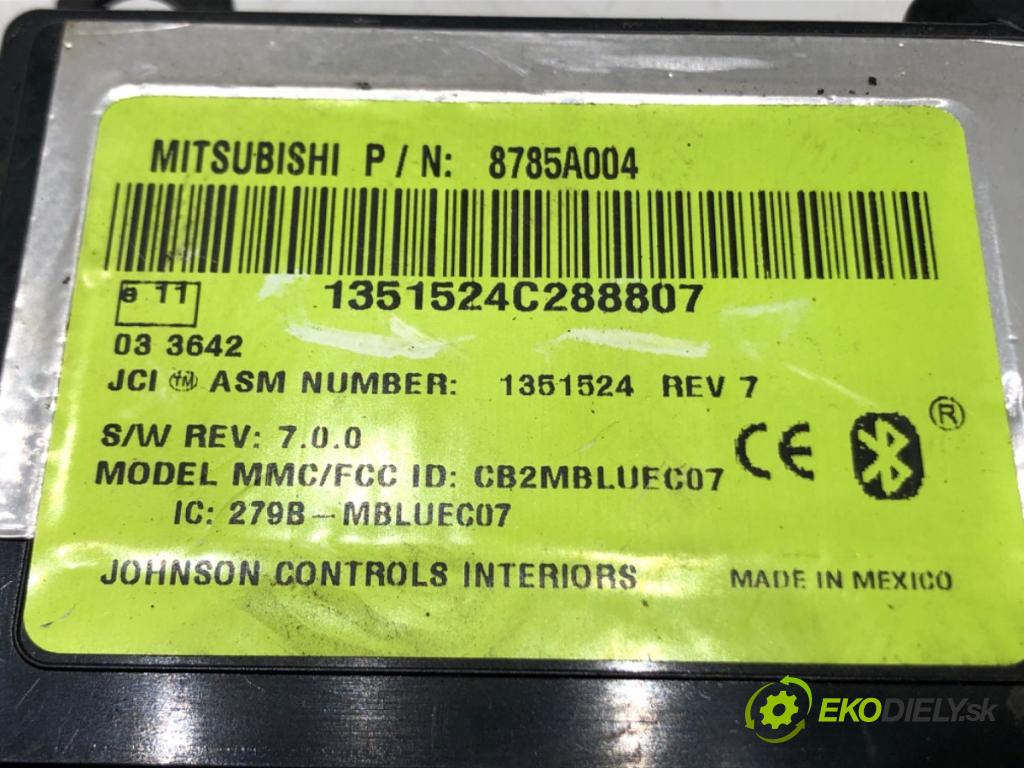 MITSUBISHI P / N: 8785A004
e 11
1351524C288807
03 3642
JCI TM ASM NUMBER: 1351524 REV 7
S/W REV: 7.0.0
MODEL MMC/FCC ID: CB2MBLUEC07
IC: 279B-MBLUEC07
CE ®
JOHNSON CONTROLS INTERIORS MADE IN MEXICO
EKODIELY.sk